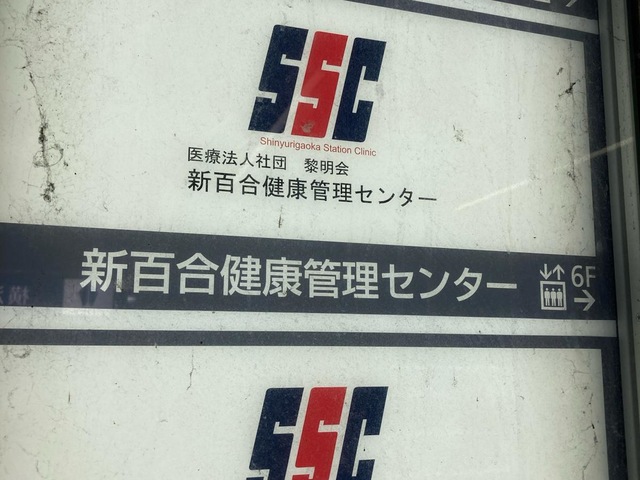 SSC
Shinyurigaoka Station Clinic
医療法人社団　黎明会
新百合健康管理センター
新百合健康管理センター 6F
SSC